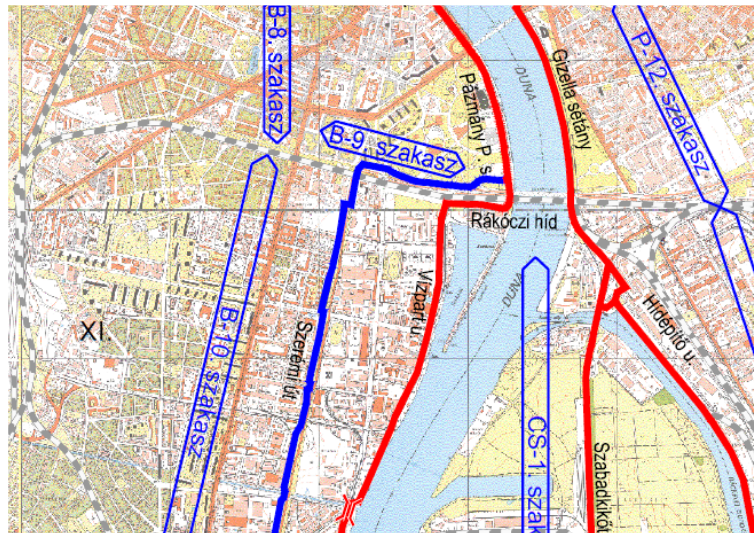 B-8. szakasz
P-12. szakasz
Gizella sétány
DUNA
Pázmány P. s.
B-9. szakasz
Rákóczi híd
Vízpart u.
DUNA
Hídépítő u.
XI.
B-10. szakasz
Szerémi út.
CS-1. szak
Szabadkiköt